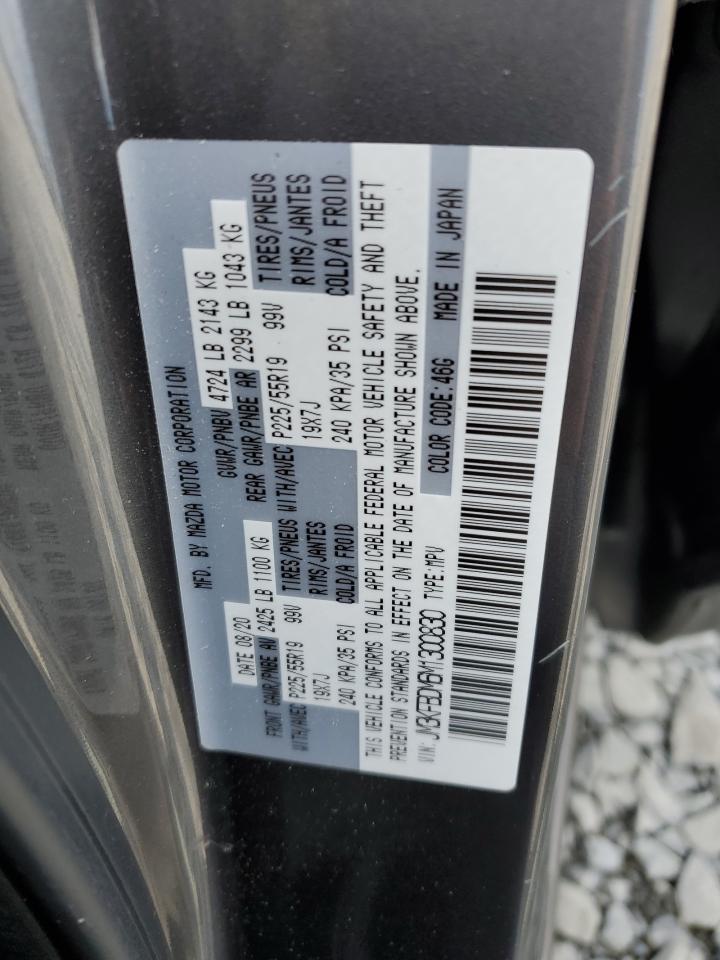 MFD. BY MAZDA MOTOR CORPORATION
DATE 08/20 GVWR/PNBV 4724 LB 2143 KG
FRONT GAWR/PNBE AV 2425 LB 1100 KG REAR GAWR/PNBE AR 2299 LB 1043 KG
WITH/AVEC P225/55R19 99V TIRES/PNEUS WITH/AVEC P225/55R19 99V TIRES/PNEUS
19X7J RIMS/JANTES 19X7J RIMS/JANTES
240 KPA/35 PSI COLD/A FROID 240 KPA/35 PSI COLD/A FROID
THIS VEHICLE CONFORMS TO ALL APPLICABLE FEDERAL MOTOR VEHICLE SAFETY AND THEFT
PREVENTION STANDARDS IN EFFECT ON THE DATE OF MANUFACTURE SHOWN ABOVE.
VIN: JM3KFBDM6M1300830 TYPE:MPV COLOR CODE:46G MADE IN JAPAN